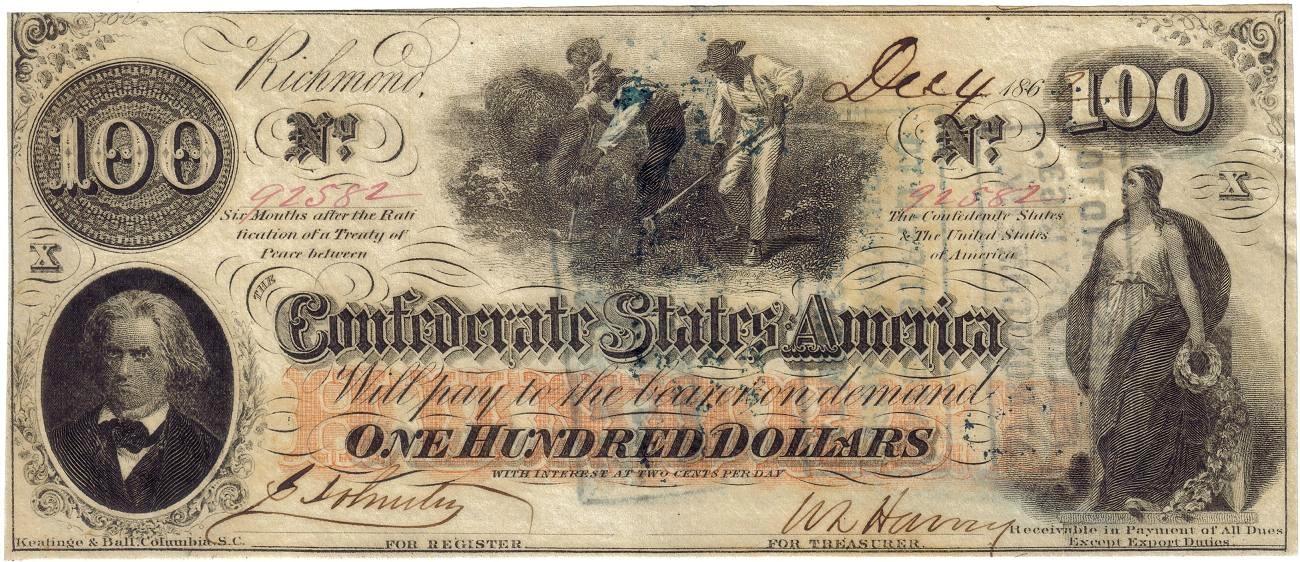 100
Richmond,
Dec 4 186
100
No.
92582
No.
92582
Six Months after the Rati
fication of a Treaty of
Peace between
The Confederate States
& The United States
of America
X
X
THE
Confederate States America
Will pay to the bearer on demand
ONE HUNDRED DOLLARS
WITH INTEREST AT TWO CENTS PER DAY
Keatinge & Ball, Columbia, S.C.
FOR REGISTER
FOR TREASURER.
Receivable in Payment of All Dues
Except Export Duties.